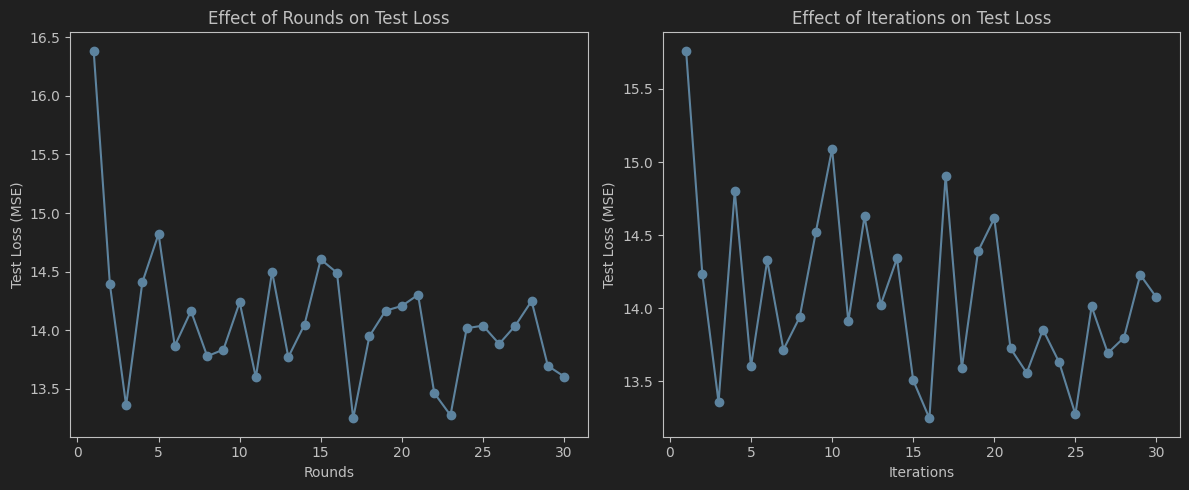 Effect of Rounds on Test Loss
16.5
16.0
15.5
15.0
14.5
14.0
13.5
Test Loss (MSE)
0 5 10 15 20 25 30
Rounds
Effect of Iterations on Test Loss
15.5
15.0
14.5
14.0
13.5
Test Loss (MSE)
0 5 10 15 20 25 30
Iterations